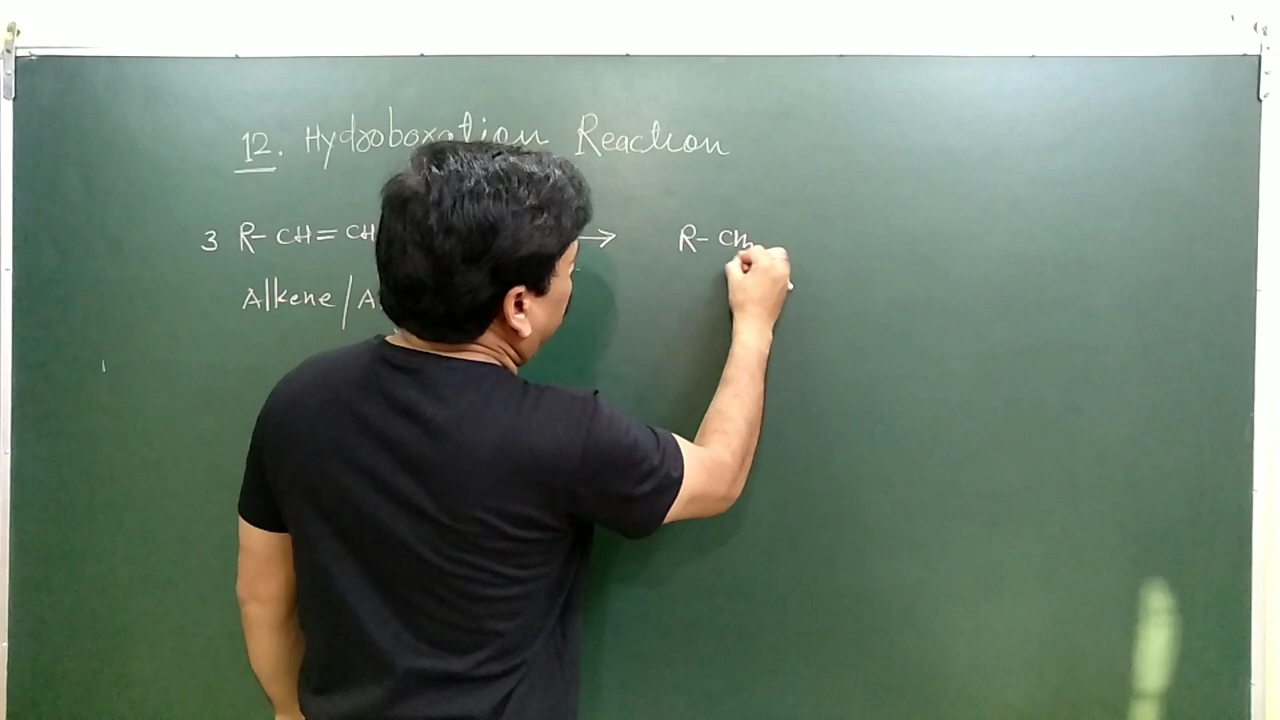 12. Hydroboration Reaction
3 R- CH = CH → R- CH
Alkene / A